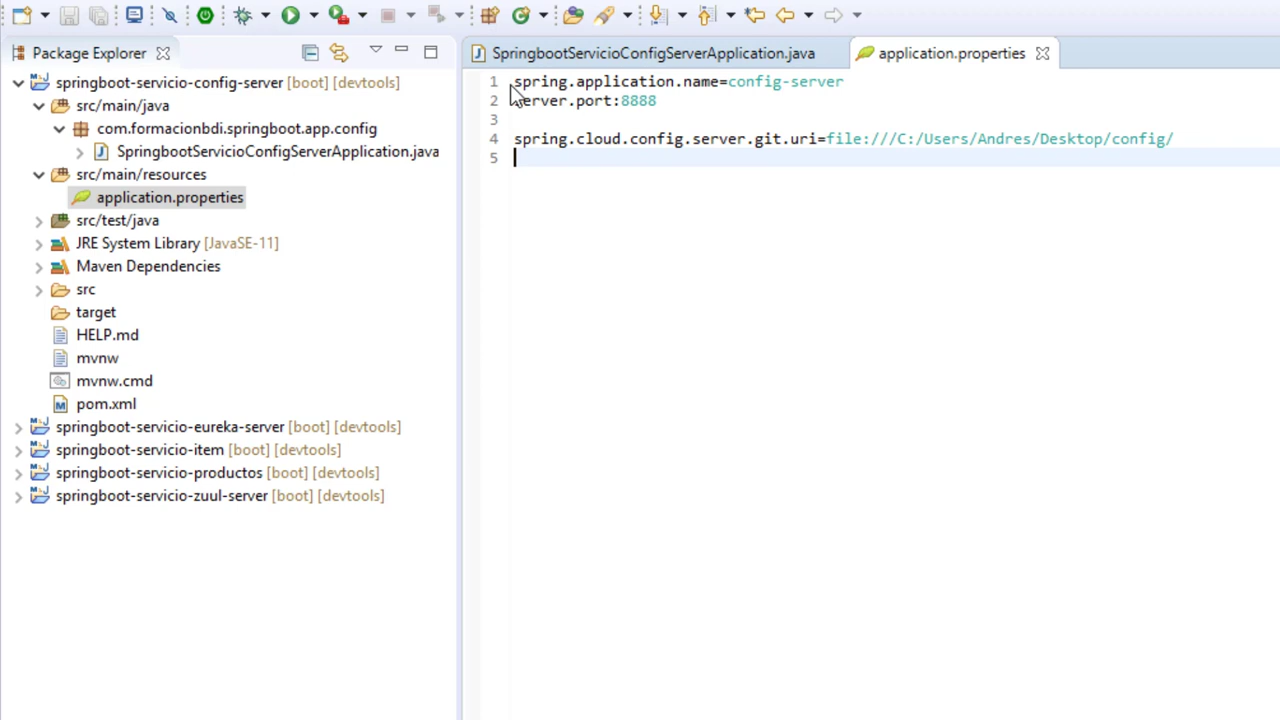 Package Explorer
springboot-servicio-config-server [boot] [devtools]
src/main/java
com.formacionbdi.springboot.app.config
SpringbootServicioConfigServerApplication.java
src/main/resources
application.properties
src/test/java
JRE System Library [JavaSE-11]
Maven Dependencies
src
target
HELP.md
mvnw
mvnw.cmd
pom.xml
springboot-servicio-eureka-server [boot] [devtools]
springboot-servicio-item [boot] [devtools]
springboot-servicio-productos [boot] [devtools]
springboot-servicio-zuul-server [boot] [devtools]
SpringbootServicioConfigServerApplication.java
application.properties
1 spring.application.name=config-server
2 server.port:8888
3
4 spring.cloud.config.server.git.uri=file:///C:/Users/Andres/Desktop/config/
5